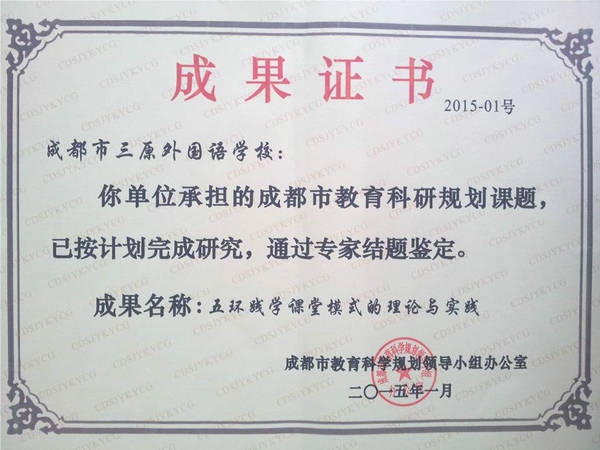 成果证书
2015-01号
成都市三原外国语学校：
你单位承担的成都市教育科研规划课题，
已按计划完成研究，通过专家结题鉴定。
成果名称：五环践学课堂模式的理论与实践
成都市教育科学规划领导小组办公室
二〇一五年一月